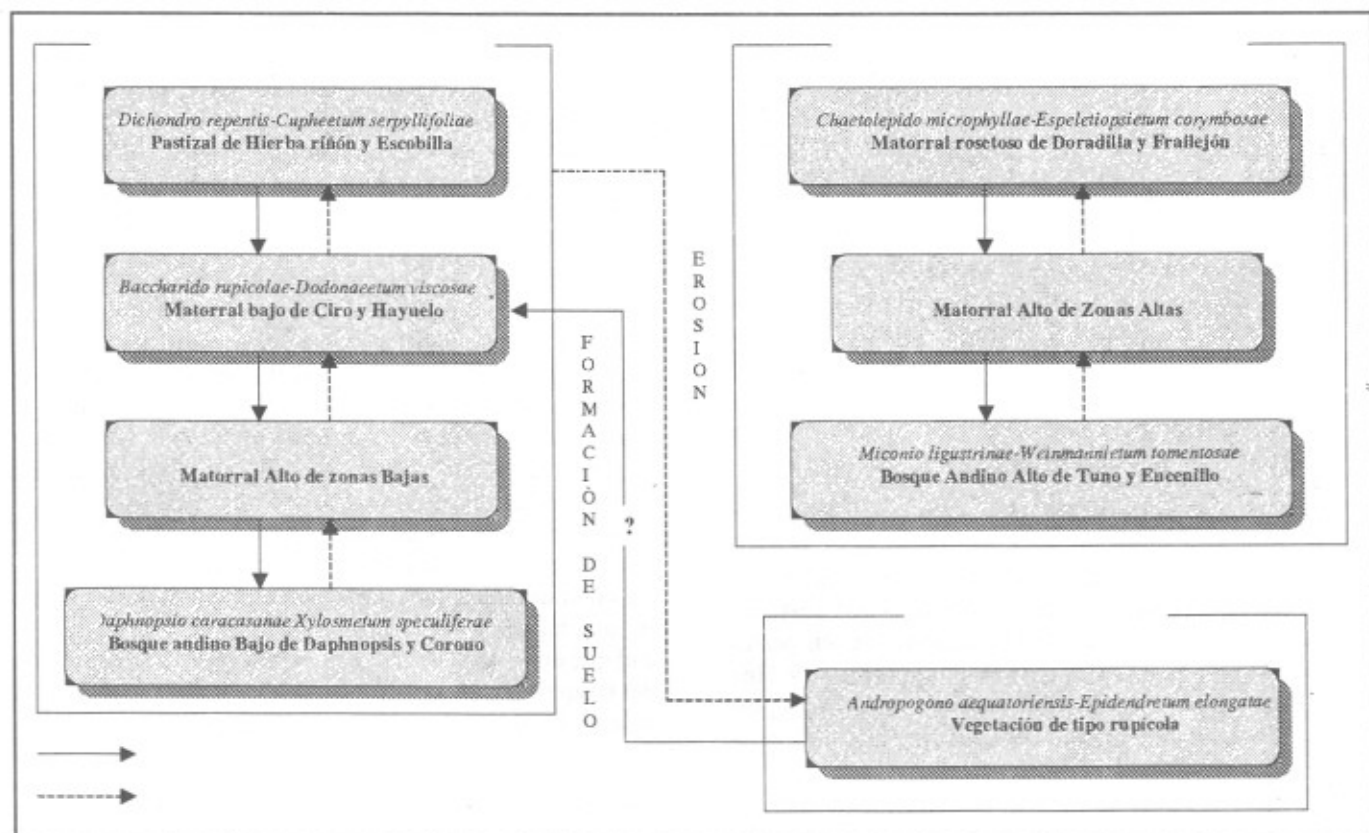 Dichondro repentis-Cupheetum serpyllifoliae
Pastizal de Hierba riñón y Escobilla
Baccharido rupicolae-Dodonaeetum viscosae
Matorral bajo de Ciro y Hayuelo
Matorral Alto de zonas Bajas
Daphnopsio caracasanae Xylosmetum speculiferae
Bosque andino Bajo de Daphnopsis y Corono
FORMACIÓN DE SUELO
?
EROSION
Chaetolepido microphyllae-Espeletiopsietum corymbosae
Matorral rosetoso de Doradilla y Frailejón
Matorral Alto de Zonas Altas
Miconio ligustrinae-Weinmannietum tomentosae
Bosque Andino Alto de Tuno y Encenillo
Andropogono aequatoriensis-Epidendretum elongatae
Vegetación de tipo rupícola